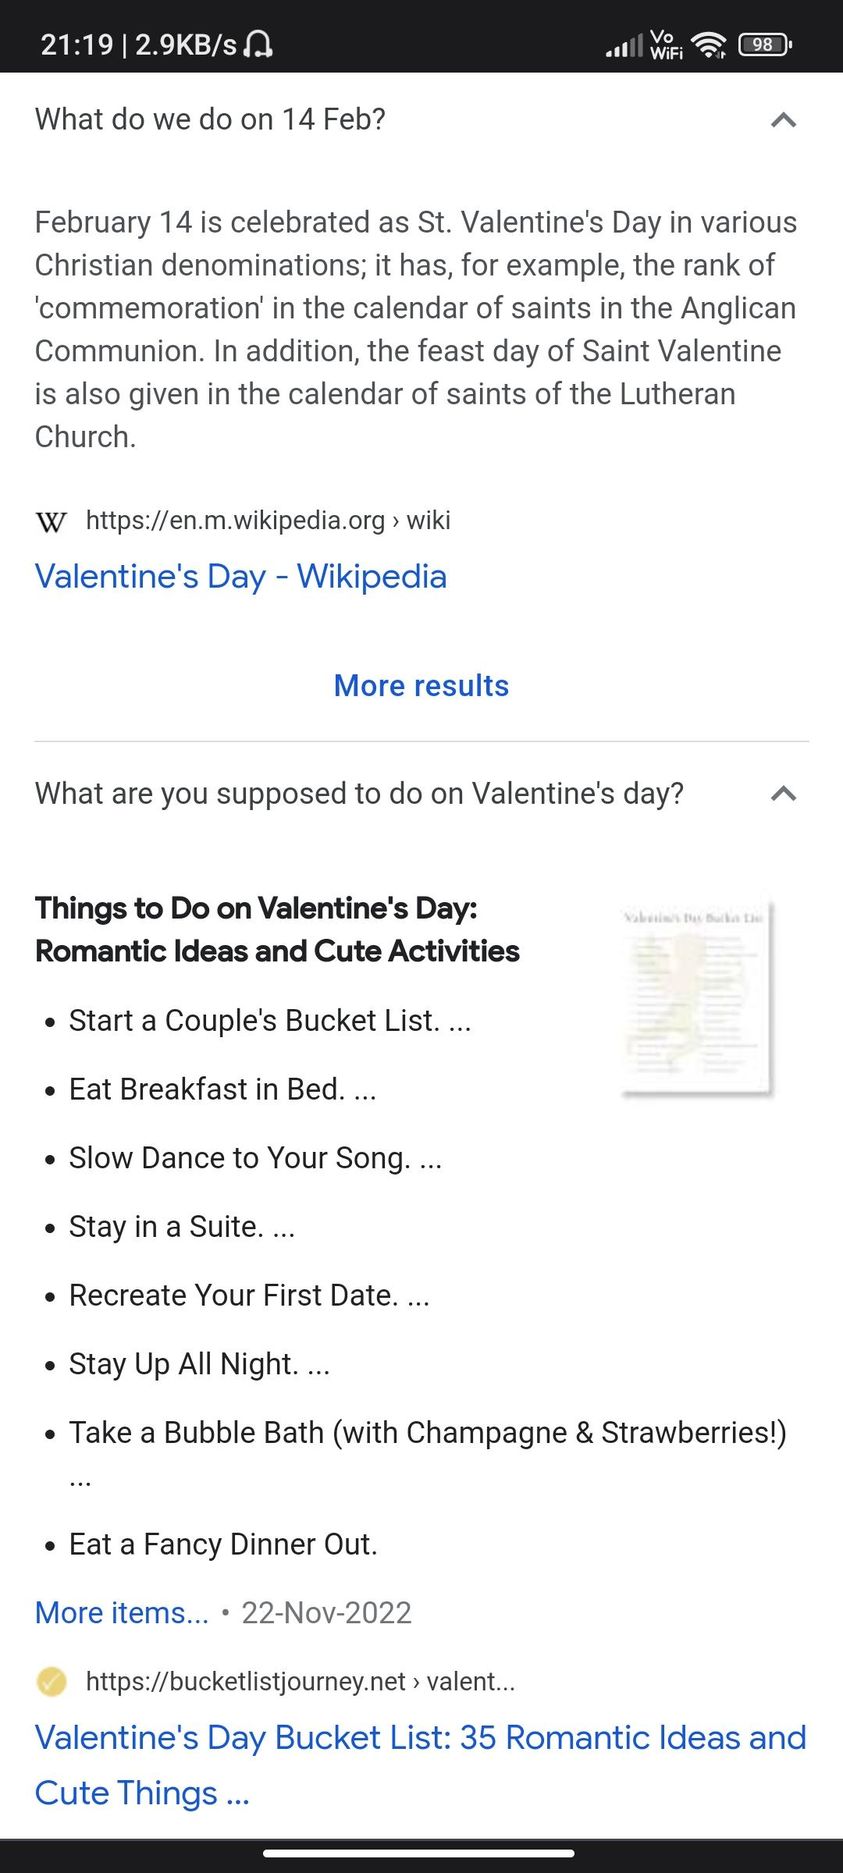 21:19 | 2.9KB/s
Vo
WiFi
98
What do we do on 14 Feb?
February 14 is celebrated as St. Valentine's Day in various
Christian denominations; it has, for example, the rank of
'commemoration' in the calendar of saints in the Anglican
Communion. In addition, the feast day of Saint Valentine
is also given in the calendar of saints of the Lutheran
Church.
W https://en.m.wikipedia.org › wiki
Valentine's Day - Wikipedia
More results
What are you supposed to do on Valentine's day?
Things to Do on Valentine's Day:
Romantic Ideas and Cute Activities
Valentine's Day Bucket List
• Start a Couple's Bucket List. ...
• Eat Breakfast in Bed. ...
• Slow Dance to Your Song. ...
• Stay in a Suite. ...
• Recreate Your First Date. ...
• Stay Up All Night. ...
• Take a Bubble Bath (with Champagne & Strawberries!)
...
• Eat a Fancy Dinner Out.
More items... • 22-Nov-2022
https://bucketlistjourney.net › valent...
Valentine's Day Bucket List: 35 Romantic Ideas and
Cute Things ...